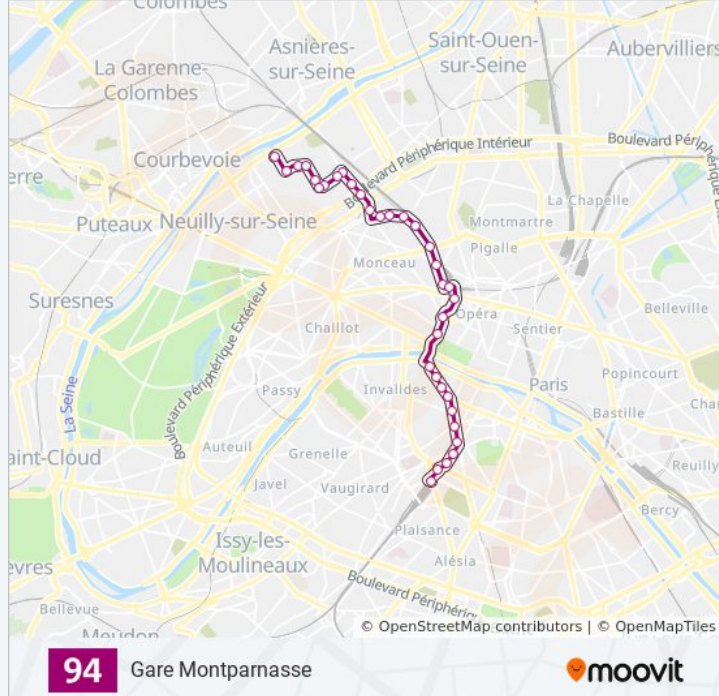 Colombes
Asnières-
sur-Seine
Saint-Ouen-
sur-Seine
Aubervilliers
La Garenne-
Colombes
Courbevoie
Boulevard Périphérique Intérieur
Boulevard Périphérique Ex
erre
La Chapelle
Puteaux
Neuilly-sur-Seine
Montmartre
Pigalle
Monceau
Suresnes
Boulevard Périphérique Extérieur
Chaillot
Opéra
Sentier
Belleville
La Seine
Passy
Invalides
Paris
Popincourt
Char
Bastille
aint-Cloud
Auteuil
Grenelle
Reuilly
Javel
Vaugirard
Bercy
Plaisance
Issy-les-
Moulineaux
Alésia
evres
Boulevard Périphériq
Bellevue
Meudon
© OpenStreetMap contributors | © OpenMapTiles
94
Gare Montparnasse
moovit